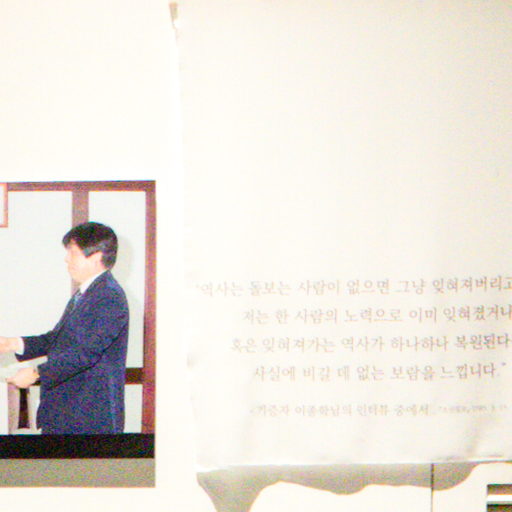 "역사는 돌보는 사람이 없으면 그냥 잊혀져버리고
저는 한 사람의 노력으로 이미 잊혀졌거나
혹은 잊혀져가는 역사가 하나하나 복원된다
사실에 비길 데 없는 보람을 느낍니다."
-기증자 이종학님의 인터뷰 중에서